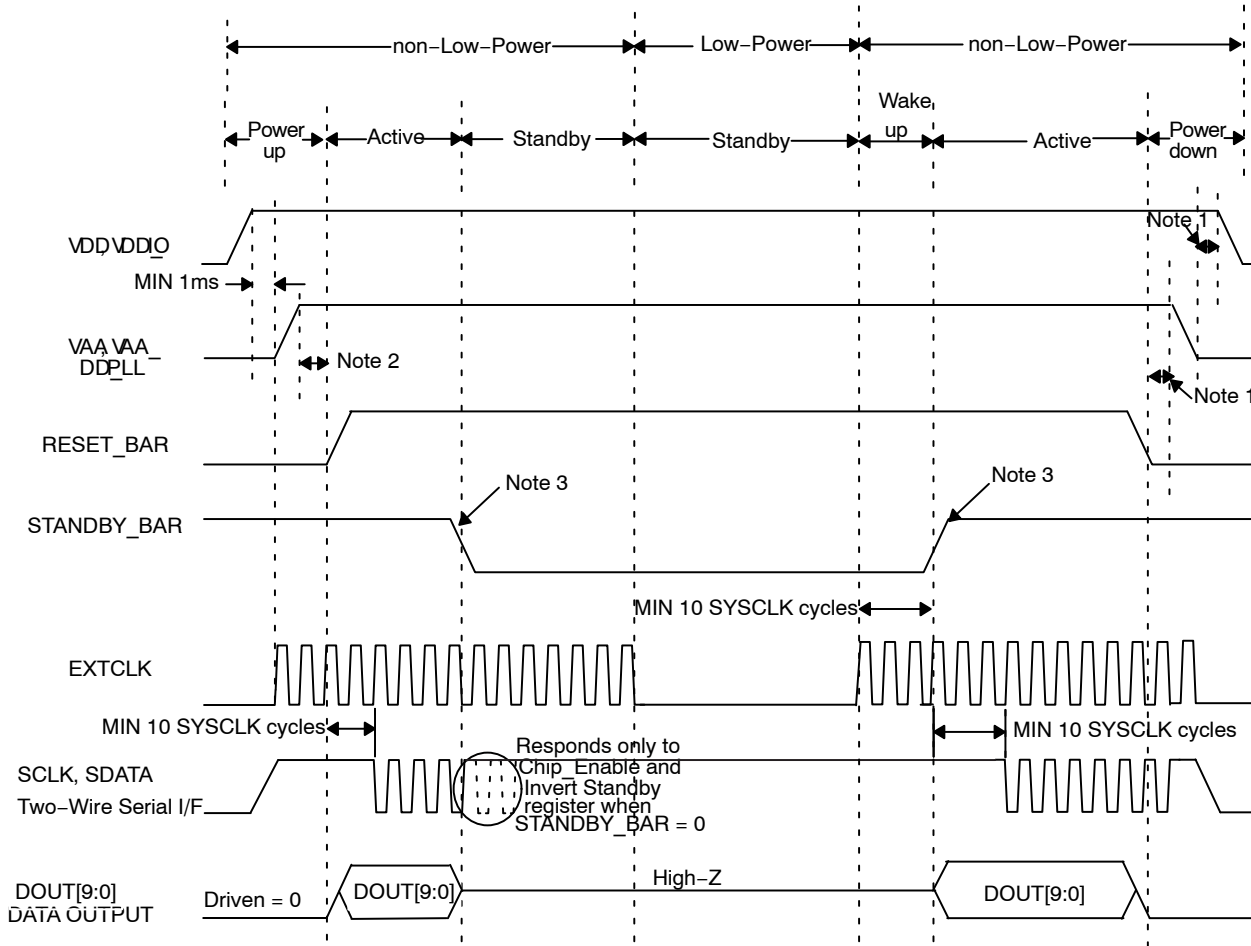 non−Low−Power
Low−Power
non−Low−Power
Power
up
Active
Standby
Standby
Wake
up
Active
Power
down
VDD,VDDIO
Note 1
MIN 1ms
VAA,VAA_
DDPLL
Note 2
Note 1
RESET_BAR
Note 3
Note 3
STANDBY_BAR
MIN 10 SYSCLK cycles
EXTCLK
MIN 10 SYSCLK cycles
MIN 10 SYSCLK cycles
SCLK, SDATA
Two−Wire Serial I/F
Responds only to
Chip_Enable and
Invert Standby
register when
STANDBY_BAR = 0
DOUT[9:0]
DATA OUTPUT
Driven = 0
DOUT[9:0]
High−Z
DOUT[9:0]